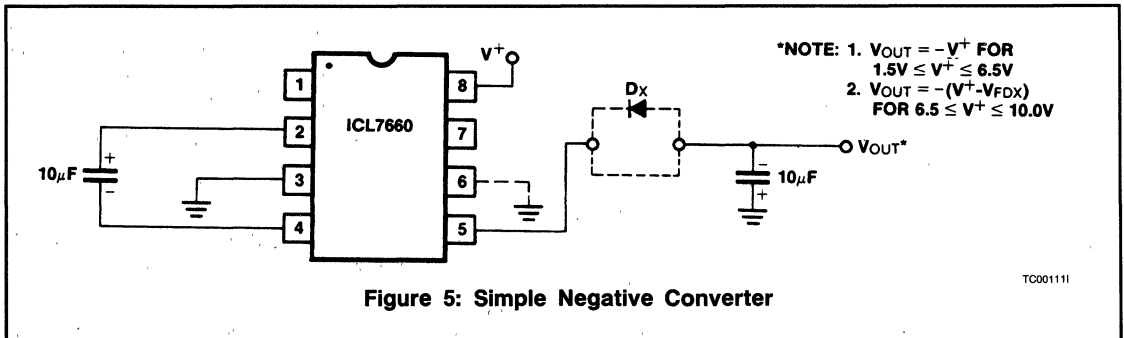 *NOTE: 1. VOUT = –V+ FOR
1.5V ≤ V+ ≤ 6.5V
2. VOUT = –(V+-VFDX)
FOR 6.5 ≤ V+ ≤ 10.0V
V+
1
8
DX
ICL7660
2
7
VOUT*
+
10µF
–
3
6
–
10µF
+
4
5
TC00111I
Figure 5: Simple Negative Converter